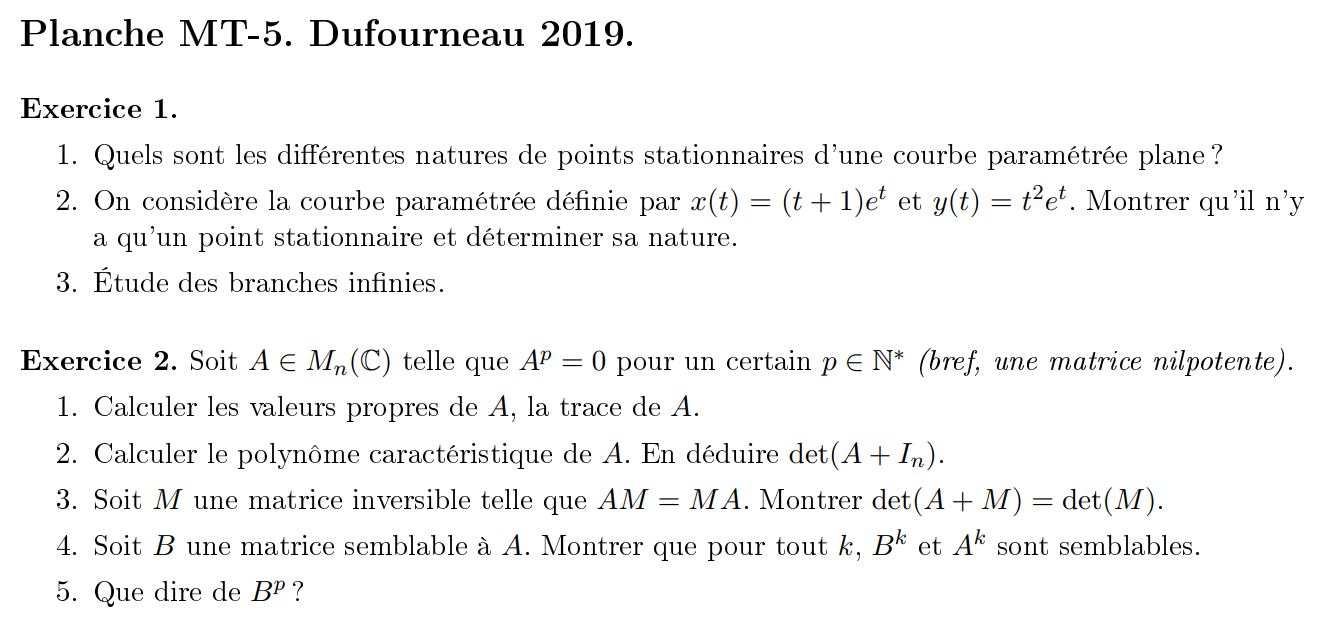 Planche MT-5. Dufourneau 2019.
Exercice 1.
1. Quels sont les différentes natures de points stationnaires d'une courbe paramétrée plane ?
2. On considère la courbe paramétrée définie par x(t) = (t + 1)e^t et y(t) = t²e^t. Montrer qu'il n'y
a qu'un point stationnaire et déterminer sa nature.
3. Étude des branches infinies.
Exercice 2. Soit A ∈ M_n(ℂ) telle que A^p = 0 pour un certain p ∈ ℕ* (bref, une matrice nilpotente).
1. Calculer les valeurs propres de A, la trace de A.
2. Calculer le polynôme caractéristique de A. En déduire det(A + I_n).
3. Soit M une matrice inversible telle que AM = MA. Montrer det(A + M) = det(M).
4. Soit B une matrice semblable à A. Montrer que pour tout k, B^k et A^k sont semblables.
5. Que dire de B^p ?